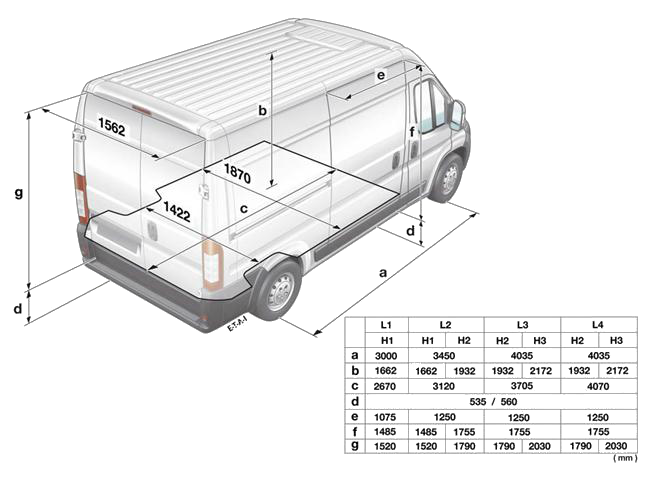 e
b
f
1562
1870
g
c
1422
d
a
d
E-T-A-I
L1 L2 L3 L4
H1 H1 H2 H2 H3 H2 H3
a 3000 3450 4035 4035
b 1662 1662 1932 1932 2172 1932 2172
c 2670 3120 3705 4070
d 535 / 560
e 1075 1250 1250 1250
f 1485 1485 1755 1755 1755
g 1520 1520 1790 1790 2030 1790 2030
(mm)